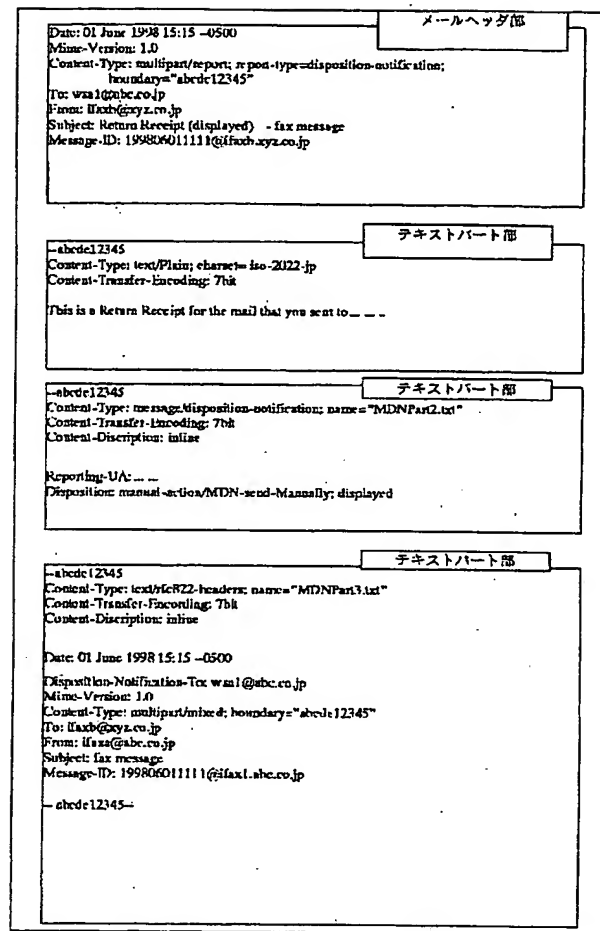 メールヘッダ部
Date: 01 June 1998 15:15 –0500
Mime-Version: 1.0
Content-Type: multipart/report; report-type=disposition-notification;
boundary="abcde12345"
To: wsa1@abc.co.jp
From: ifaxb@xyz.co.jp
Subject: Return Receipt (displayed) - fax message
Message-ID: 199806011111@ifaxb.xyz.co.jp
テキストパート部
--abcde12345
Content-Type: text/Plain; charset= iso-2022-jp
Content-Transfer-Encoding: 7bit
This is a Return Receipt for the mail that you sent to_ _ _ _
テキストパート部
--abcde12345
Content-Type: message/disposition-notification; name="MDNPart2.txt"
Content-Transfer-Encoding: 7bit
Content-Discription: inline
Reporting-UA: _ _ _
Disposition: manual-action/MDN-send-Manually; displayed
テキストパート部
--abcde12345
Content-Type: text/rfc822-headers; name="MDNPart3.txt"
Content-Transfer-Encording: 7bit
Content-Discription: inline
Date: 01 June 1998 15:15 –0500
Disposition-Notification-To: wsa1@abc.co.jp
Mime-Version: 1.0
Content-Type: multipart/mixed; boundary="abcde12345"
To: ifaxb@xyz.co.jp
From: ifaxa@abc.co.jp
Subject: fax message
Message-ID: 199806011111@ifax1.abc.co.jp
-- abcde12345--